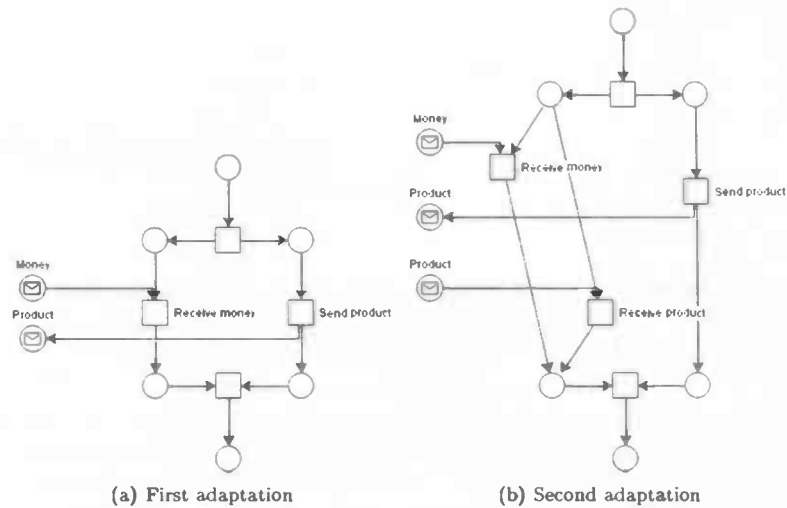 Money
Receive money
Product
Send product
(a) First adaptation
Money
Receive money
Product
Send product
Product
Receive product
(b) Second adaptation